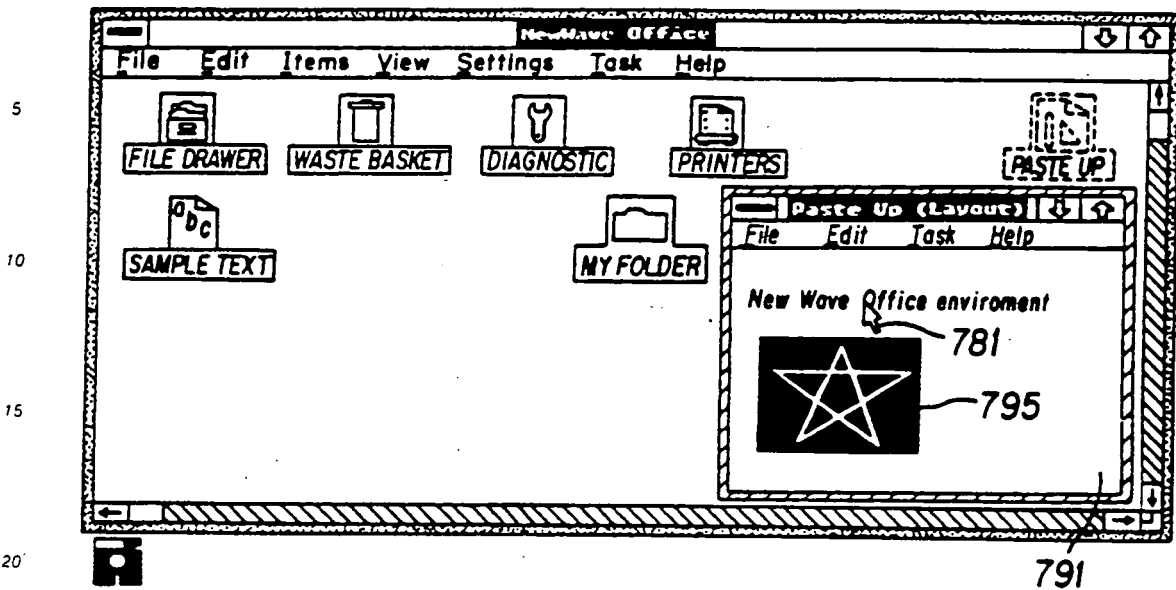 NewWave Office
File Edit Items View Settings Task Help
5
FILE DRAWER WASTE BASKET DIAGNOSTIC PRINTERS PASTE UP
abc
Paste Up (Layout)
File Edit Task Help
10
SAMPLE TEXT MY FOLDER
New Wave Office enviroment
781
15
795
20
791